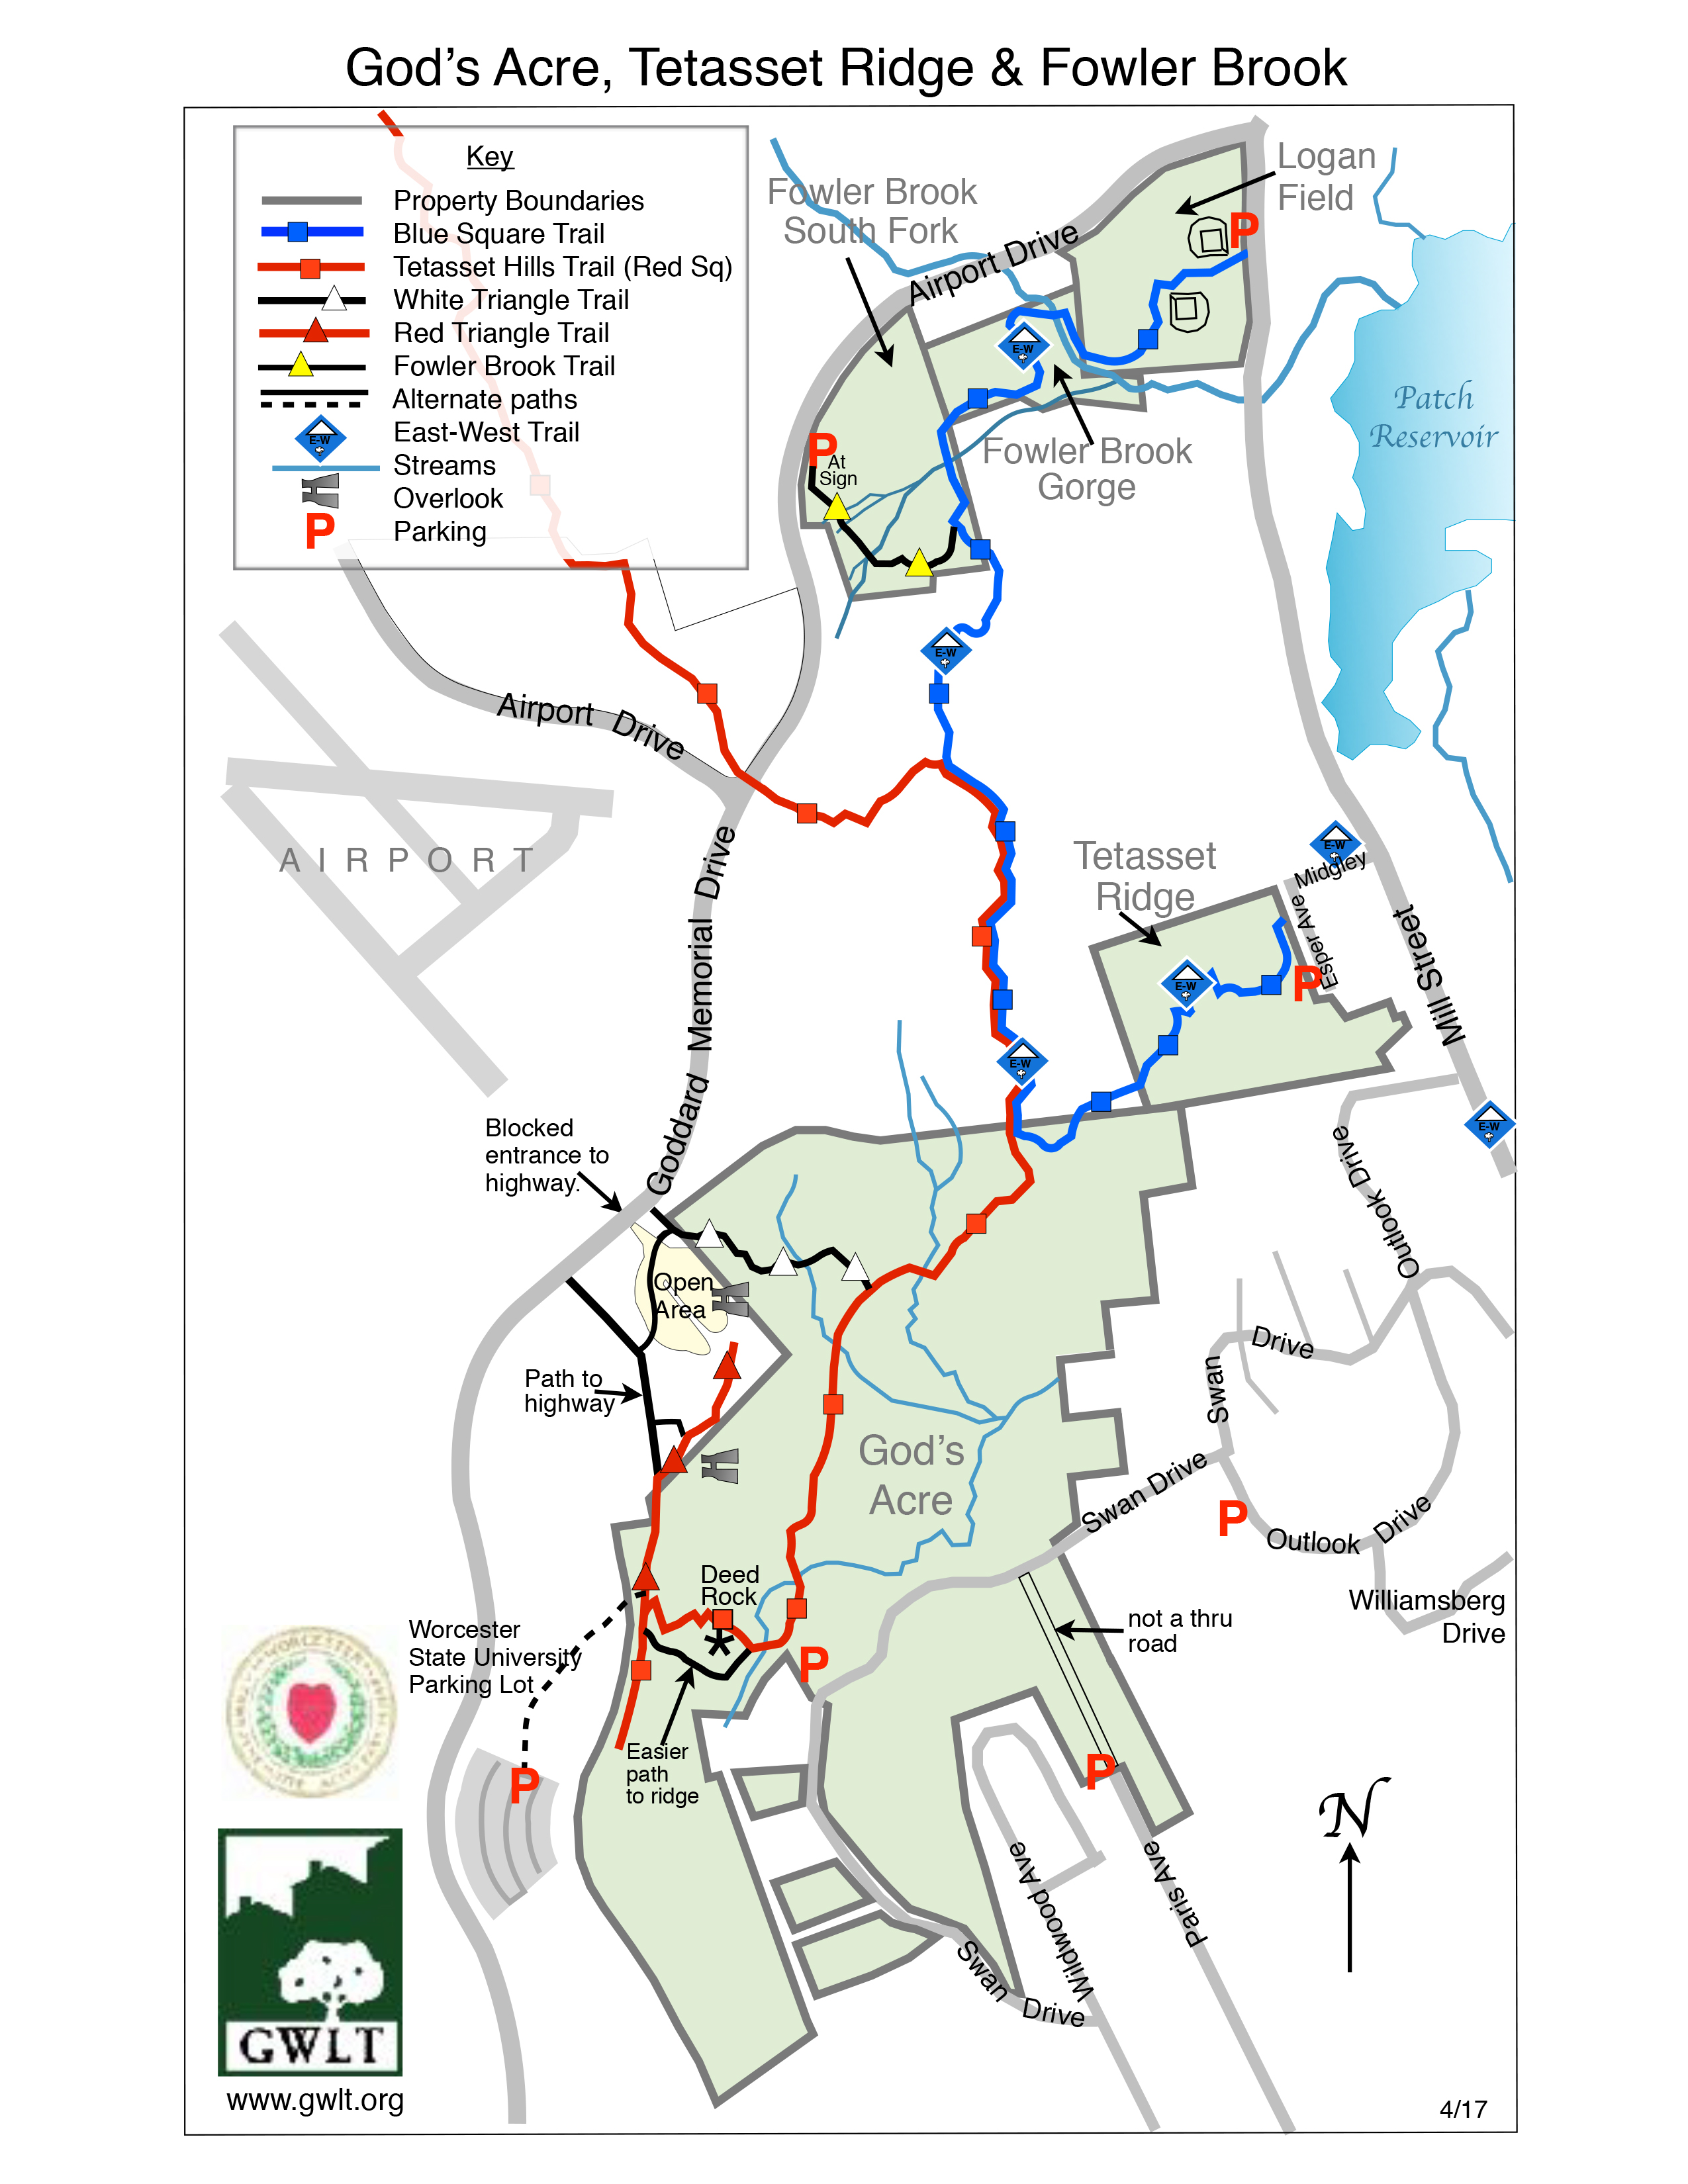 God's Acre, Tetasset Ridge & Fowler Brook
Key
Property Boundaries
Blue Square Trail
Tetasset Hills Trail (Red Sq)
White Triangle Trail
Red Triangle Trail
Fowler Brook Trail
Alternate paths
E-W
East-West Trail
Streams
Overlook
P
Parking
Logan
Field
Fowler Brook
South Fork
Airport Drive
P
E-W
Patch
Reservoir
P
At
Sign
Fowler Brook
Gorge
E-W
Airport Drive
AIRPORT
Goddard Memorial Drive
Tetasset
Ridge
E-W
Midgley
Esper Ave
Mill Street
E-W
P
E-W
E-W
Blocked
entrance to
highway.
Outlook Drive
Open
Area
Path to
highway
Swan
Drive
God's
Acre
Swan Drive
P
Outlook Drive
Williamsberg
Drive
Deed
Rock
*
Worcester
State University
Parking Lot
not a thru
road
P
P
P
Easier
path
to ridge
Wildwood Ave
Paris Ave
N
Swan Drive
GWLT
www.gwlt.org
4/17